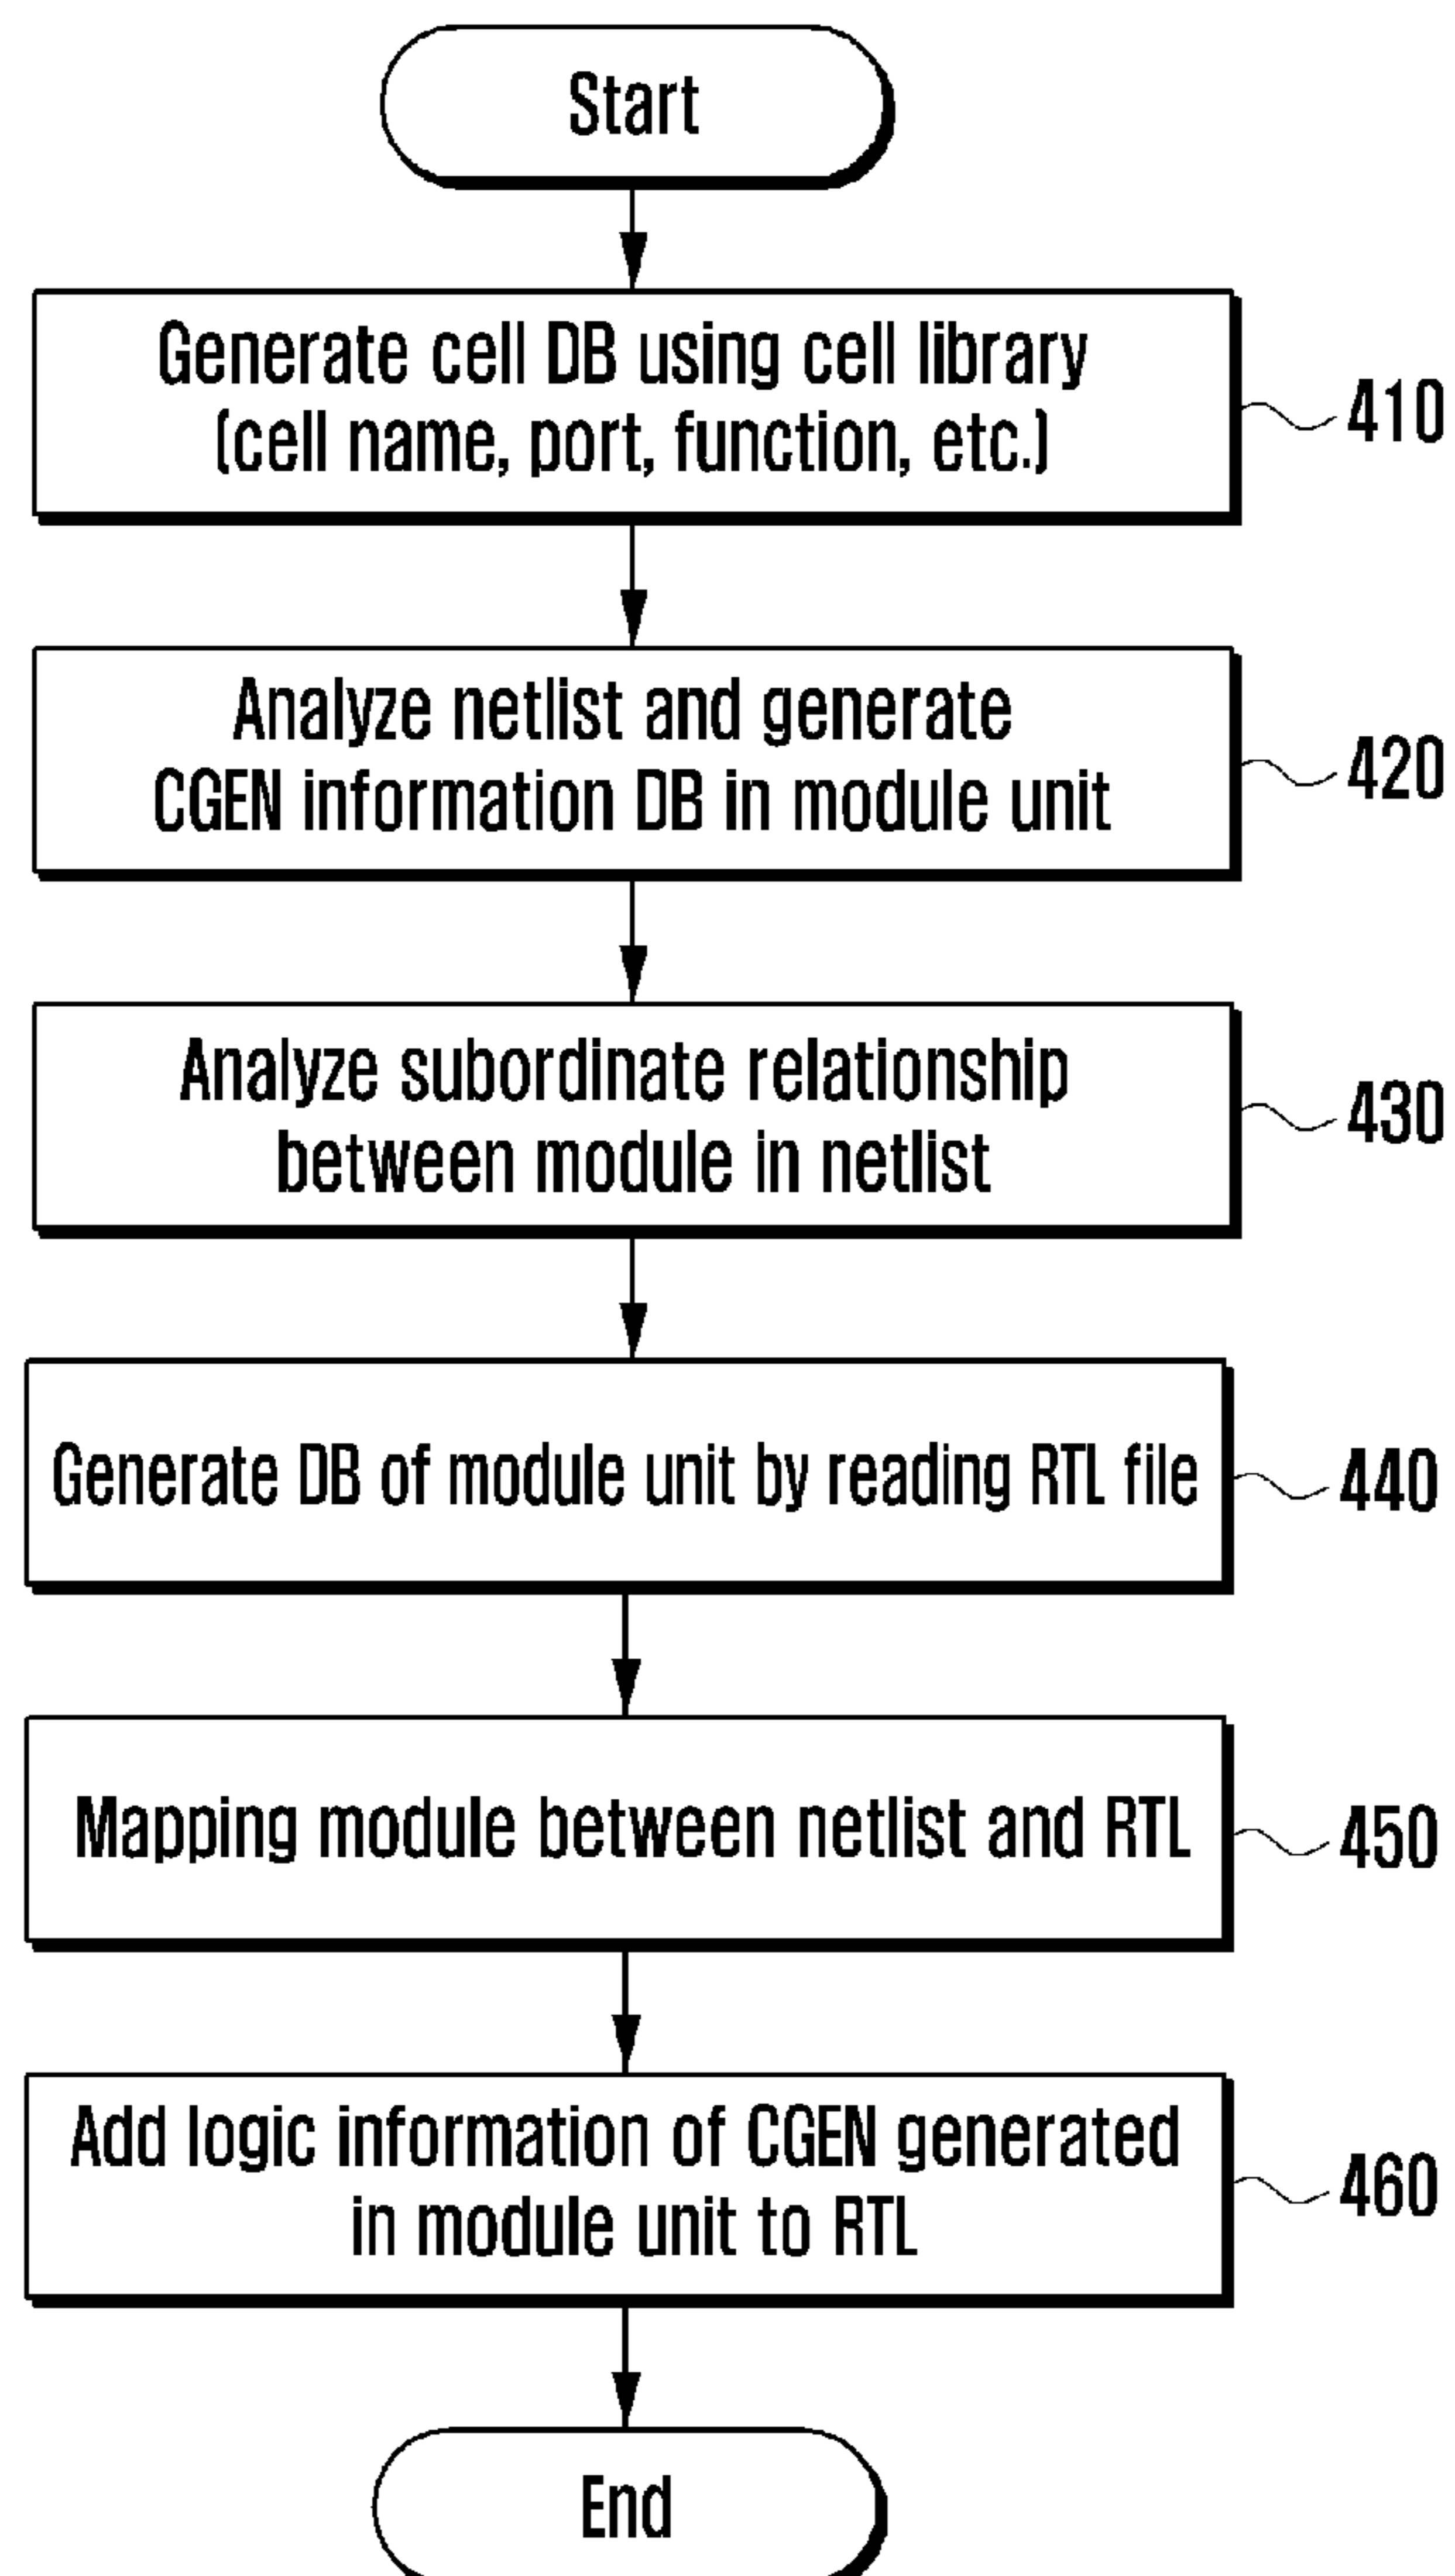 Start
Generate cell DB using cell library
(cell name, port, function, etc.)
410
Analyze netlist and generate
CGEN information DB in module unit
420
Analyze subordinate relationship
between module in netlist
430
Generate DB of module unit by reading RTL file
440
Mapping module between netlist and RTL
450
Add logic information of CGEN generated
in module unit to RTL
460
End